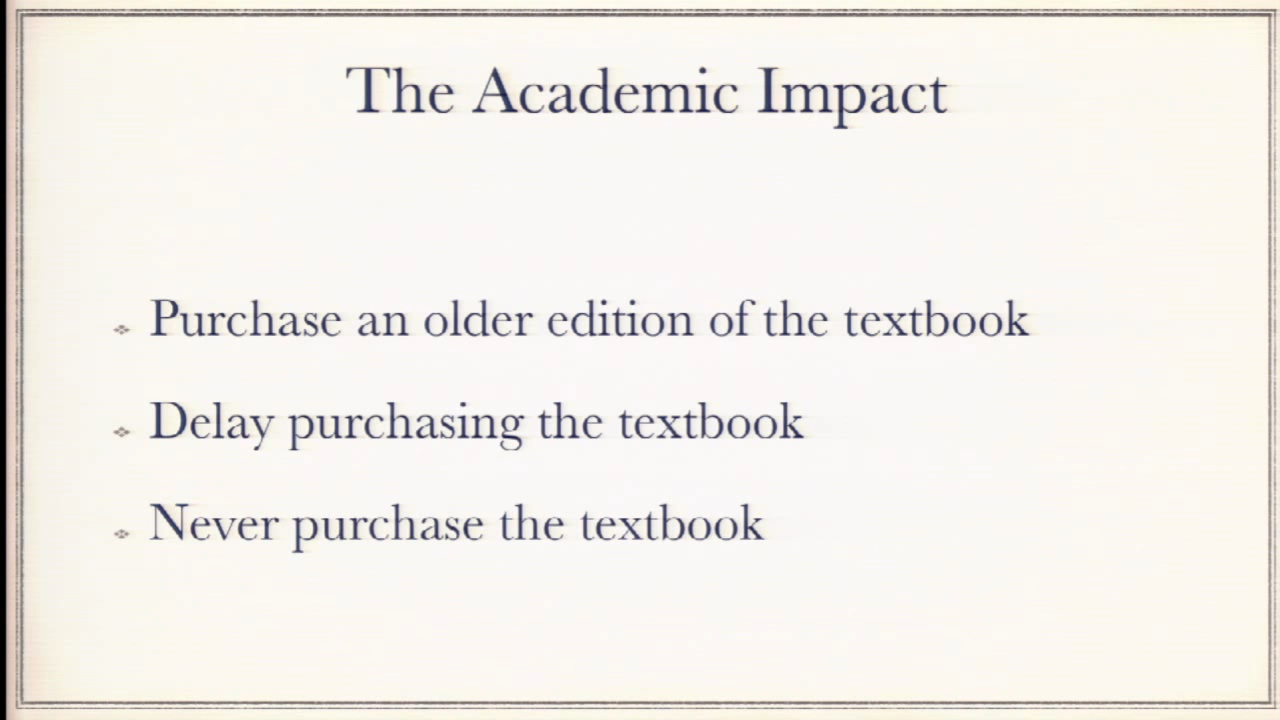 The Academic Impact
Purchase an older edition of the textbook
Delay purchasing the textbook
Never purchase the textbook